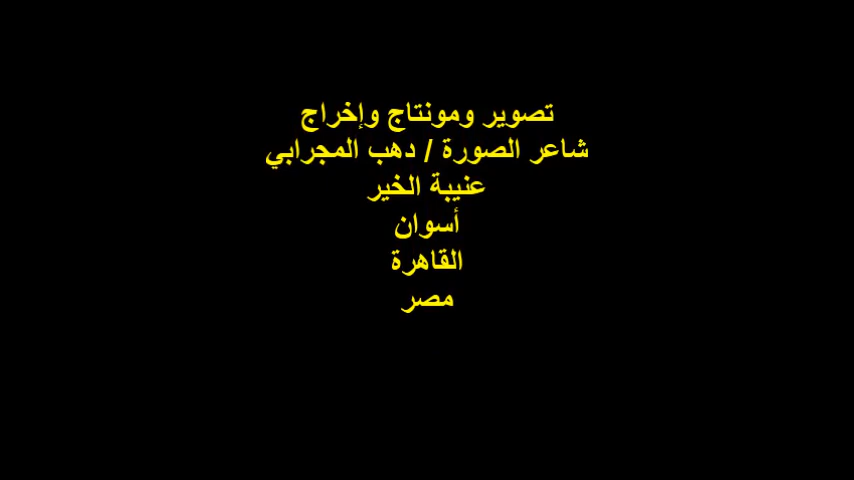 تصوير ومونتاج وإخراج
شاعر الصورة / دهب المجرابي
عنيبة الخير
أسوان
القاهرة
مصر